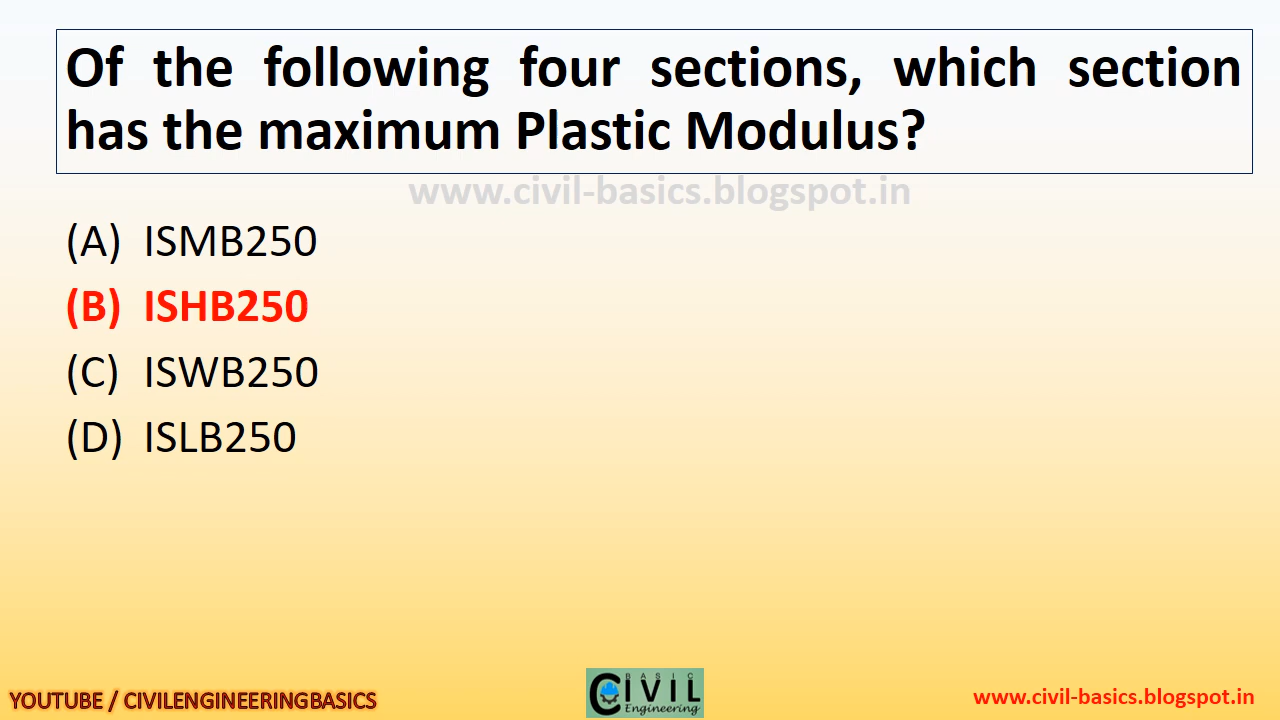 Of the following four sections, which section
has the maximum Plastic Modulus?
www.civil-basics.blogspot.in
(A) ISMB250
(B) ISHB250
(C) ISWB250
(D) ISLB250
YOUTUBE / CIVILENGINEERINGBASICS
BASIC
CIVIL
Engineering
www.civil-basics.blogspot.in